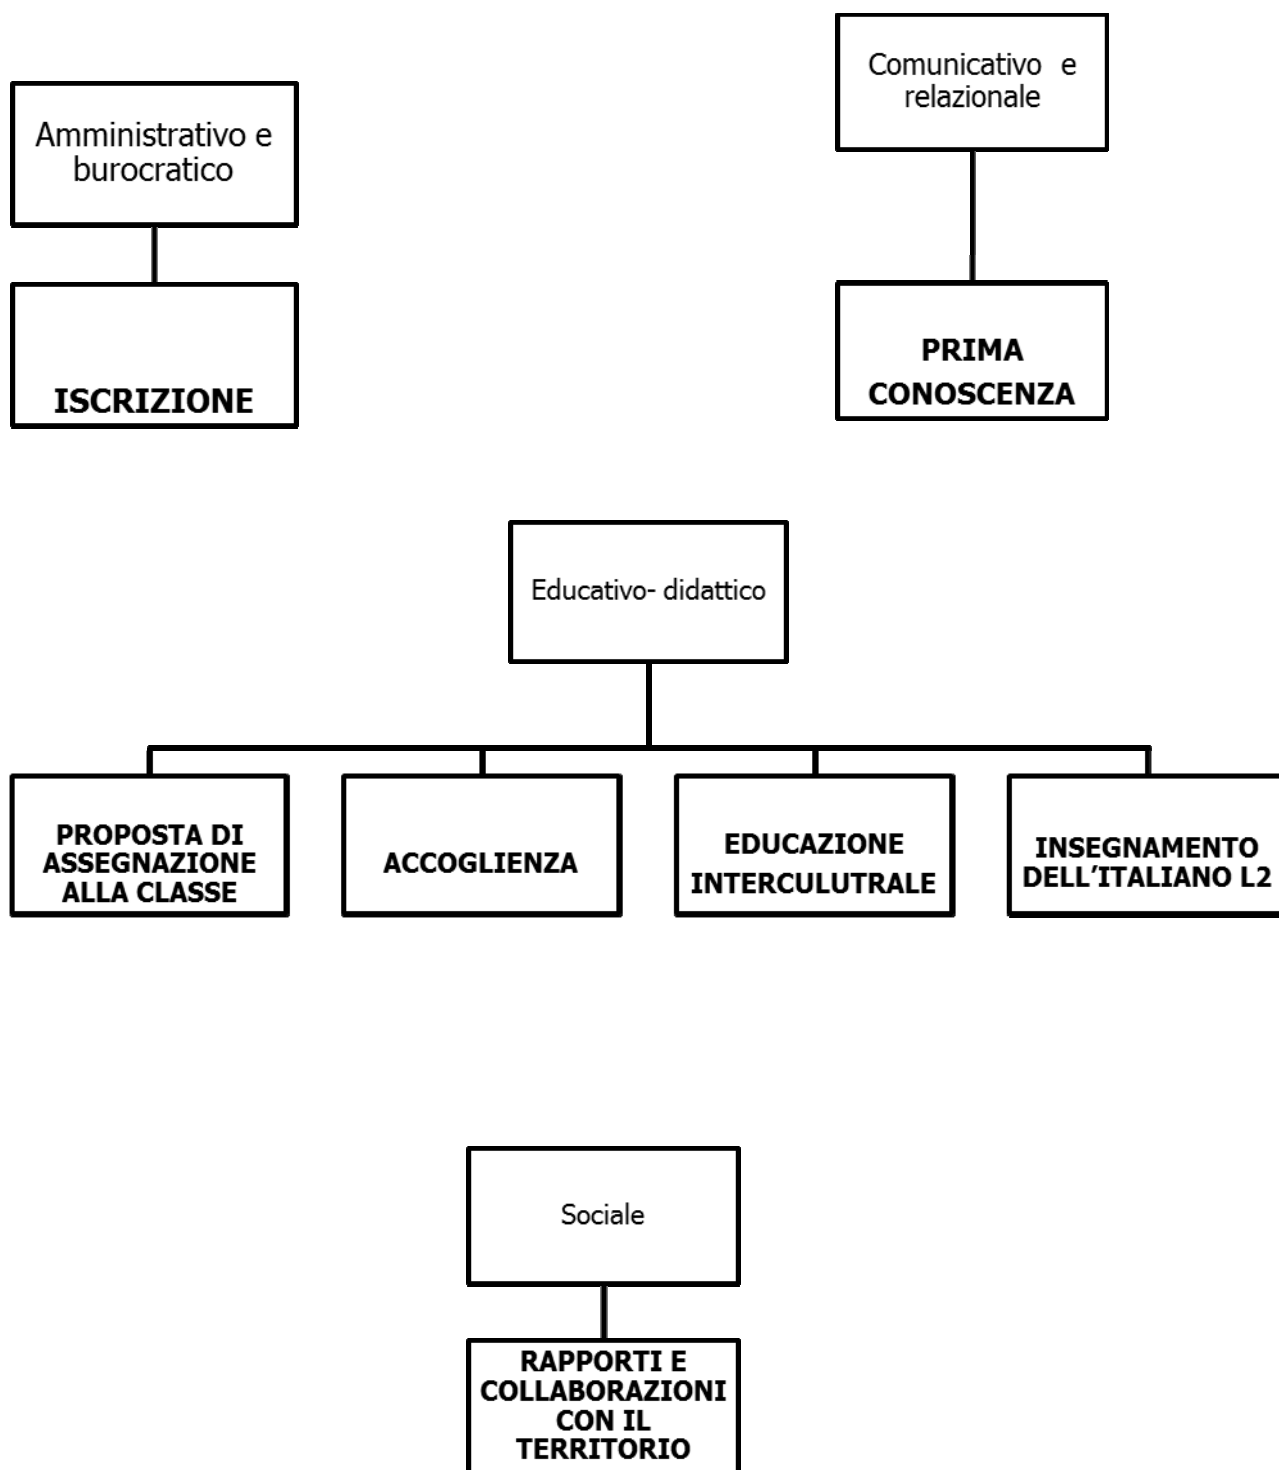 Comunicativo e
relazionale
Amministrativo e
burocratico
PRIMA
CONOSCENZA
ISCRIZIONE
Educativo- didattico
PROPOSTA DI
ASSEGNAZIONE
ALLA CLASSE
ACCOGLIENZA
EDUCAZIONE
INTERCULUTRALE
INSEGNAMENTO
DELL’ITALIANO L2
Sociale
RAPPORTI E
COLLABORAZIONI
CON IL
TERRITORIO